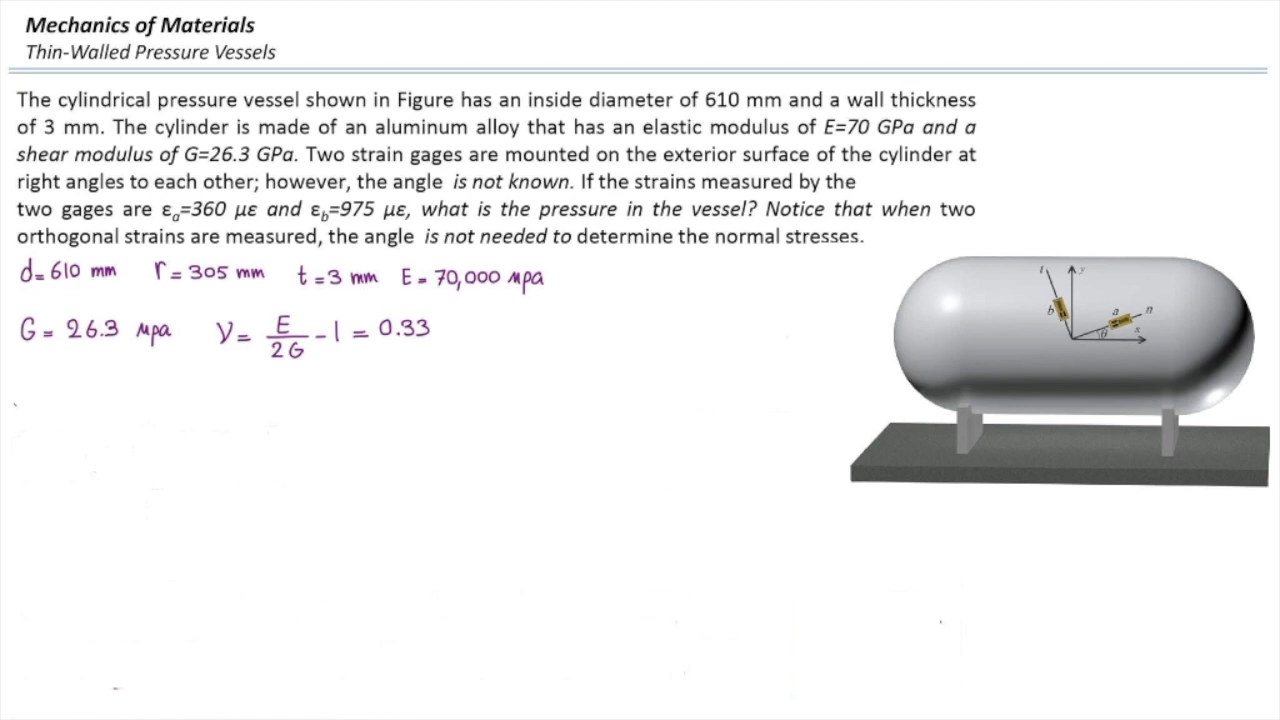 Mechanics of Materials
Thin-Walled Pressure Vessels
The cylindrical pressure vessel shown in Figure has an inside diameter of 610 mm and a wall thickness
of 3 mm. The cylinder is made of an aluminum alloy that has an elastic modulus of E=70 GPa and a
shear modulus of G=26.3 GPa. Two strain gages are mounted on the exterior surface of the cylinder at
right angles to each other; however, the angle is not known. If the strains measured by the
two gages are εa=360 με and εb=975 με, what is the pressure in the vessel? Notice that when two
orthogonal strains are measured, the angle is not needed to determine the normal stresses.
d=610 mm r=305 mm t=3 mm E=70,000 mpa
G=26.3 mpa ν=E/2G-1=0.33
t y
b a n
θ x